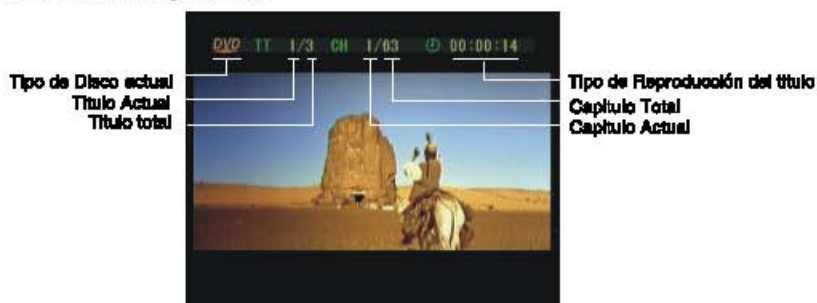 DVD TT 1/3 CH 1/63 00:00:14
Tipo de Disco actual
Titulo Actual
Titulo total
Tipo de Reproducción del titulo
Capitulo Total
Capitulo Actual